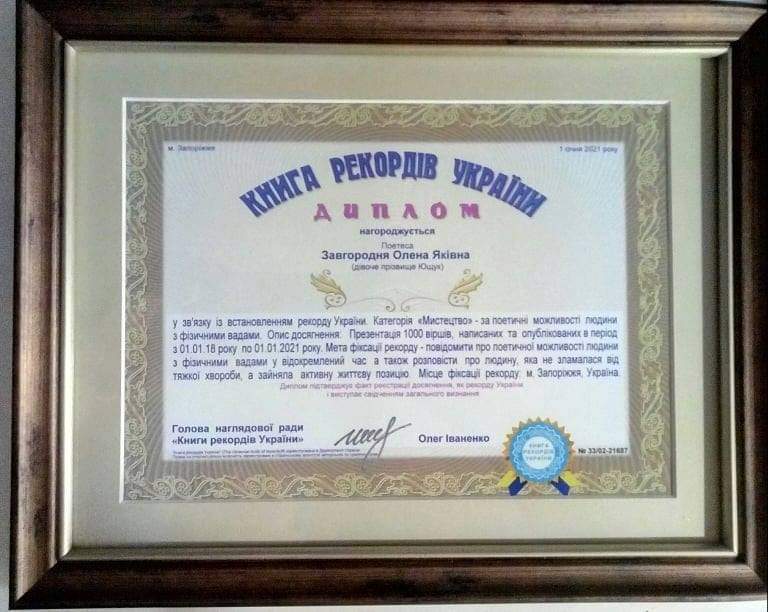 м. Запоріжжя
1 січня 2021 року
КНИГА РЕКОРДІВ УКРАЇНИ
ДИПЛОМ
нагороджується
Поетеса
Завгородня Олена Яківна
(дівоче прізвище Ющук)
у зв'язку із встановленням рекорду України. Категорія «Мистецтво» - за поетичні можливості людини
з фізичними вадами. Опис досягнення: Презентація 1000 віршів, написаних та опублікованих в період
з 01.01.18 року по 01.01.2021 року. Мета фіксації рекорду - повідомити про поетичної можливості людини
з фізичними вадами у відокремлений час а також розповісти про людину, яка не зламалася від
тяжкої хвороби, а зайняла активну життєву позицію. Місце фіксації рекорду: м. Запоріжжя, Україна.
Диплом підтверджує факт реєстрації досягнення, як рекорду України
і виступає свідченням загального визнання
Голова наглядової ради
«Книги рекордів України»
Олег Іваненко
КНИГА
РЕКОРДІВ
УКРАЇНИ
№ 33/02-21687